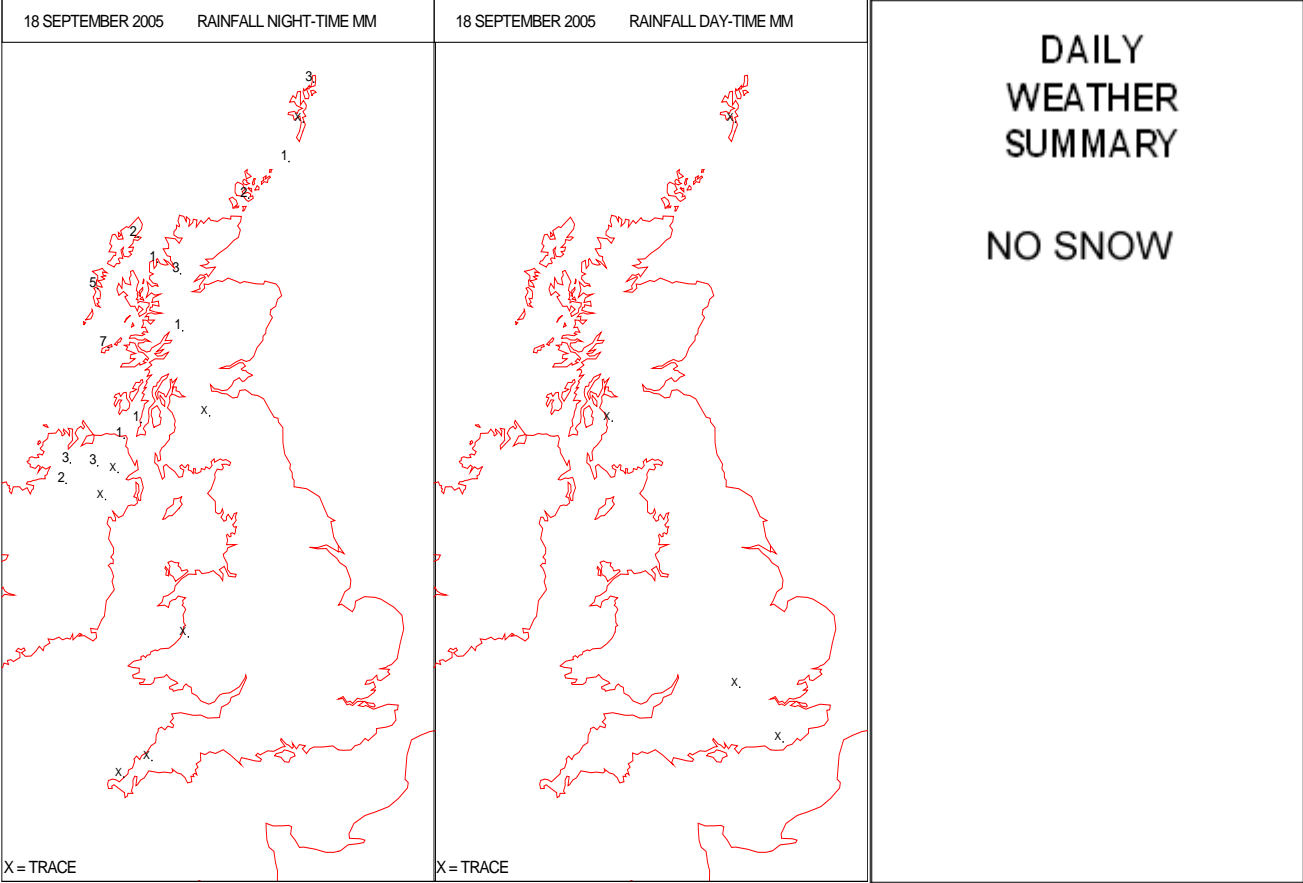 18 SEPTEMBER 2005 RAINFALL NIGHT-TIME MM
3
X.
1.
2.
2
1
3.
5
1.
7
X.
1.
1.
3.
3.
X.
2.
X.
X.
X.
X.
X = TRACE
18 SEPTEMBER 2005 RAINFALL DAY-TIME MM
X.
X.
X.
X.
X = TRACE
DAILY
WEATHER
SUMMARY
NO SNOW